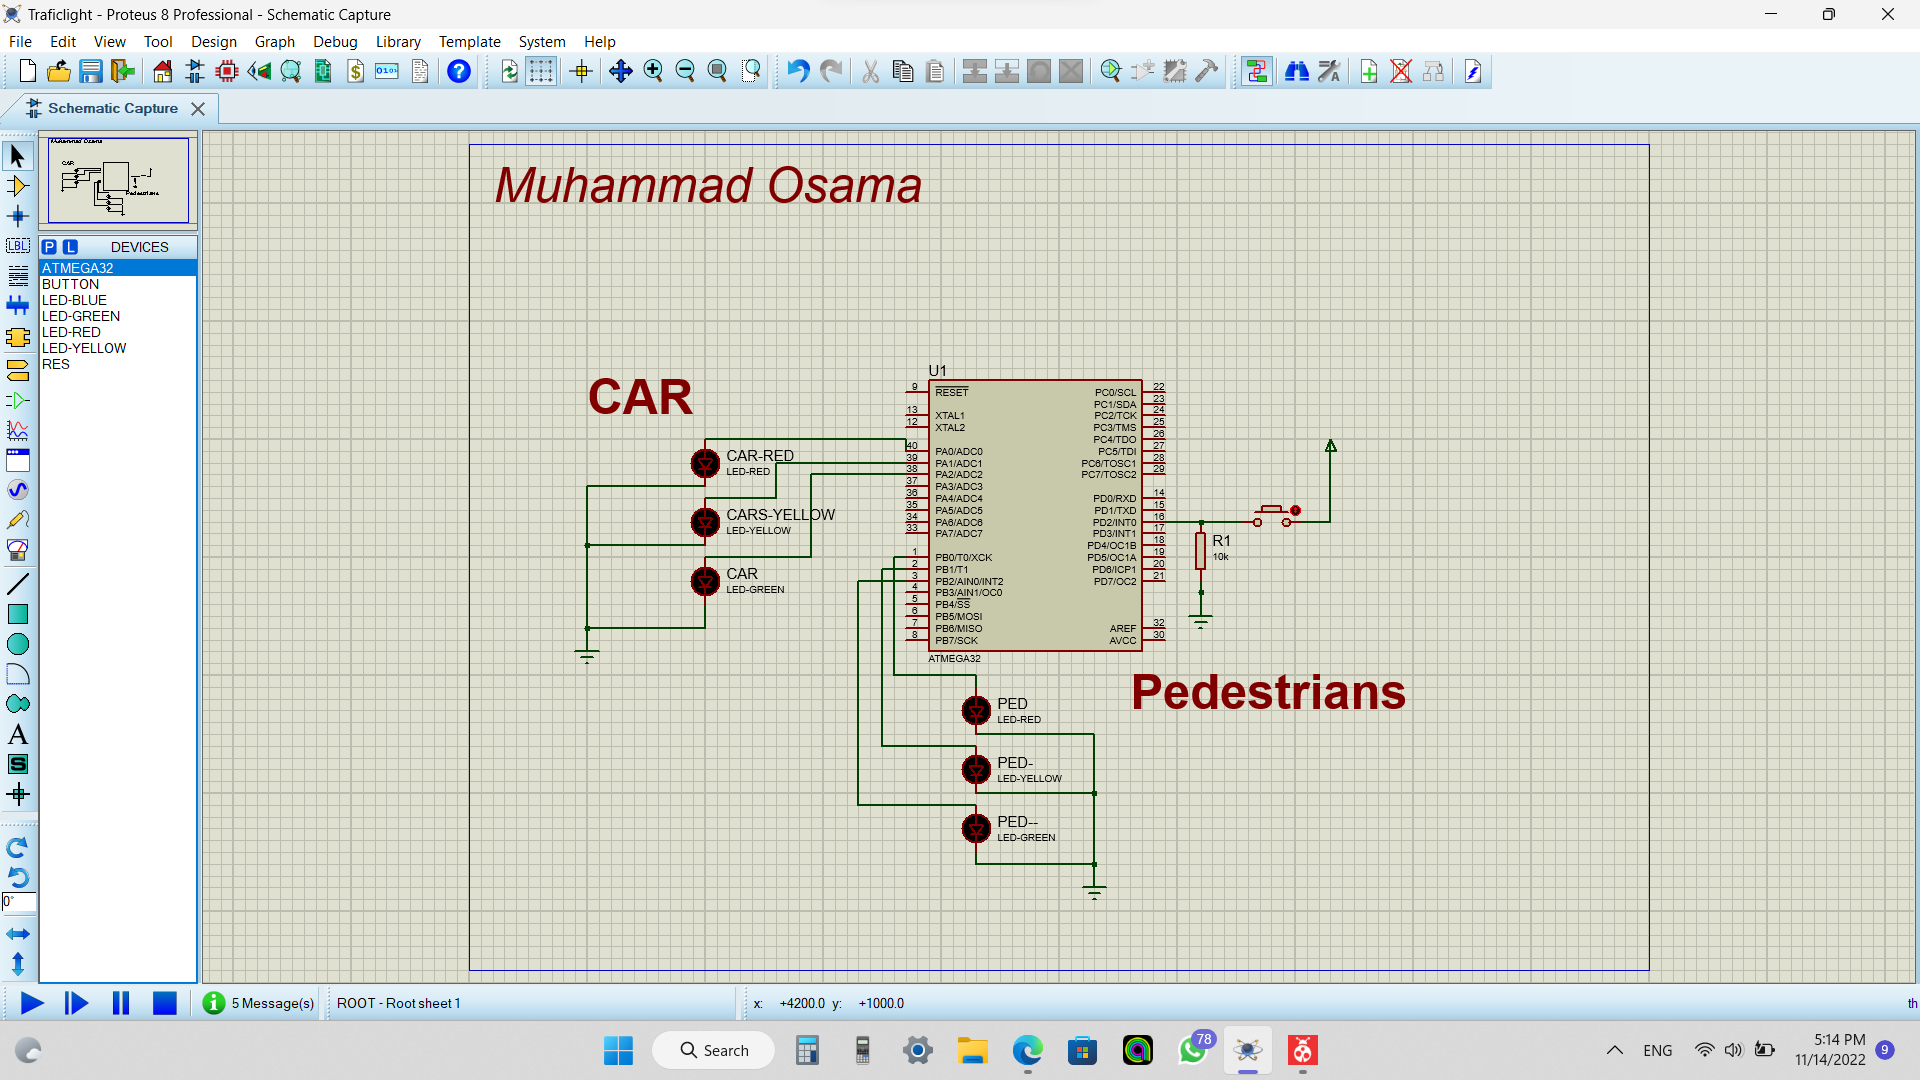 Traficlight - Proteus 8 Professional - Schematic Capture
File Edit View Tool Design Graph Debug Library Template System Help
Schematic Capture
P L DEVICES
ATMEGA32
BUTTON
LED-BLUE
LED-GREEN
LED-RED
LED-YELLOW
RES
LBL
A
S
0°
Muhammad Osama
CAR
CAR-RED
LED-RED
CARS-YELLOW
LED-YELLOW
CAR
LED-GREEN
U1
9 RESET
13 XTAL1
12 XTAL2
40 PA0/ADC0
39 PA1/ADC1
38 PA2/ADC2
37 PA3/ADC3
36 PA4/ADC4
35 PA5/ADC5
34 PA6/ADC6
33 PA7/ADC7
1 PB0/T0/XCK
2 PB1/T1
3 PB2/AIN0/INT2
4 PB3/AIN1/OC0
5 PB4/SS
6 PB5/MOSI
7 PB6/MISO
8 PB7/SCK
PC0/SCL 22
PC1/SDA 23
PC2/TCK 24
PC3/TMS 25
PC4/TDO 26
PC5/TDI 27
PC6/TOSC1 28
PC7/TOSC2 29
PD0/RXD 14
PD1/TXD 15
PD2/INT0 16
PD3/INT1 17
PD4/OC1B 18
PD5/OC1A 19
PD6/ICP1 20
PD7/OC2 21
AREF 32
AVCC 30
ATMEGA32
R1
10k
Pedestrians
PED
LED-RED
PED-
LED-YELLOW
PED--
LED-GREEN
5 Message(s) ROOT - Root sheet 1 x: +4200.0 y: +1000.0 th
Search
78
ENG
5:14 PM
11/14/2022
9